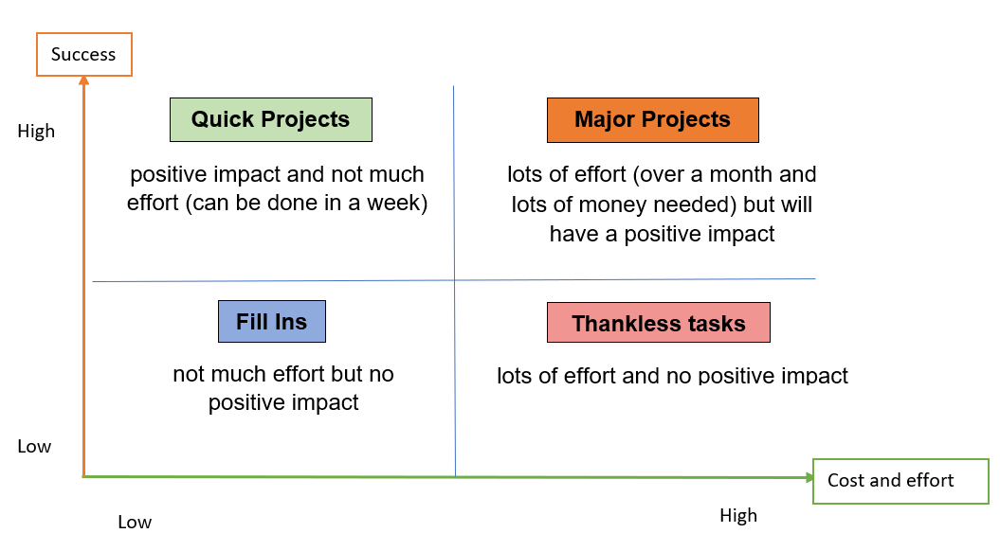 Success
High
Quick Projects
positive impact and not much
effort (can be done in a week)
Major Projects
lots of effort (over a month and
lots of money needed) but will
have a positive impact
Fill Ins
not much effort but no
positive impact
Thankless tasks
lots of effort and no positive impact
Low
Cost and effort
Low
High